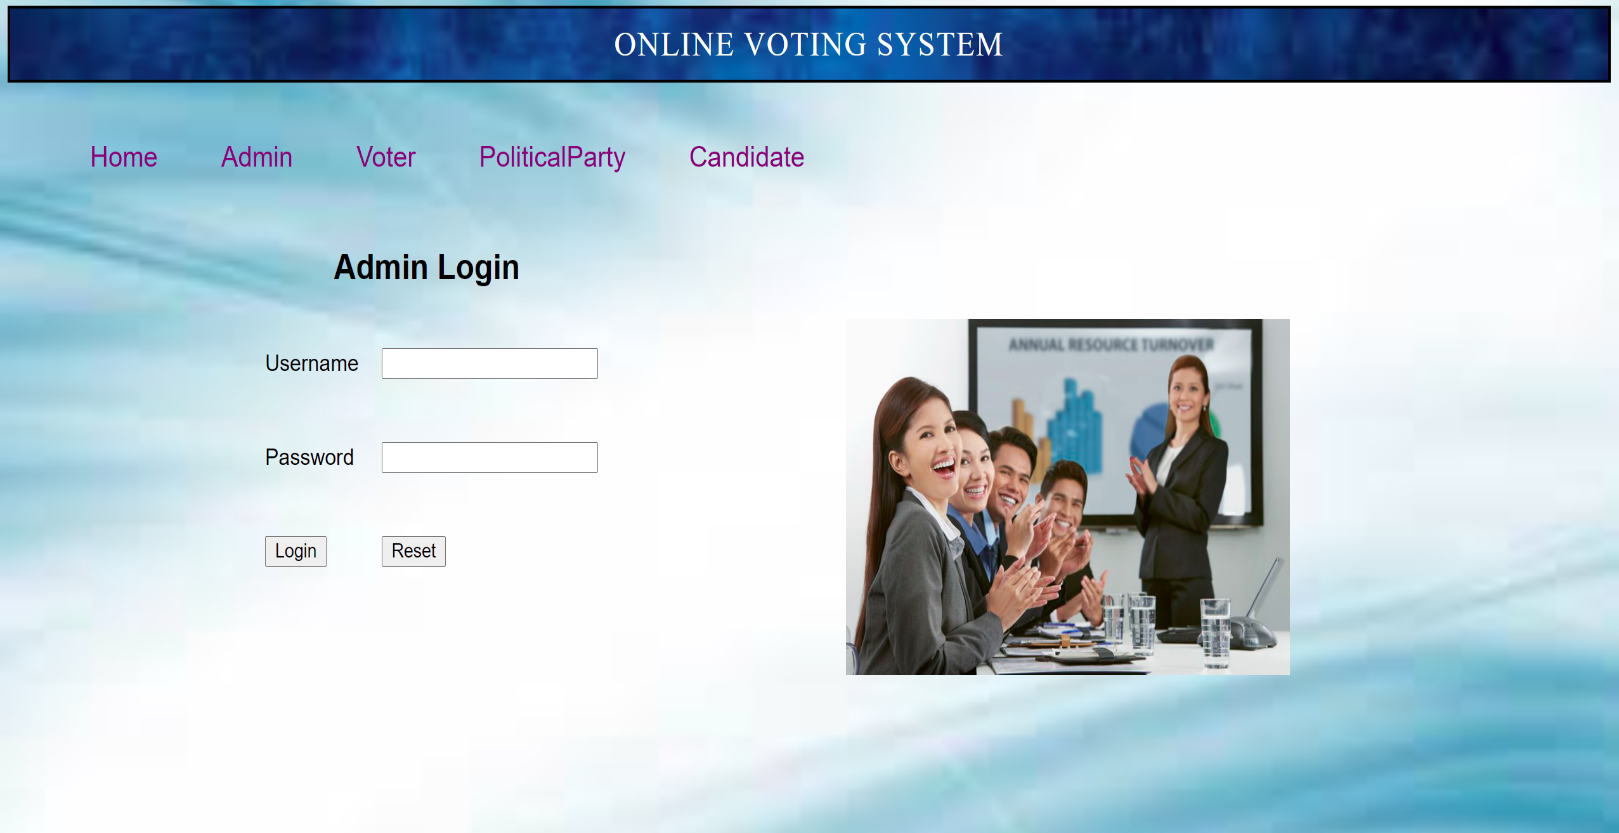 ONLINE VOTING SYSTEM
Home Admin Voter PoliticalParty Candidate
Admin Login
Username
Password
Login Reset
ANNUAL RESOURCE TURNOVER